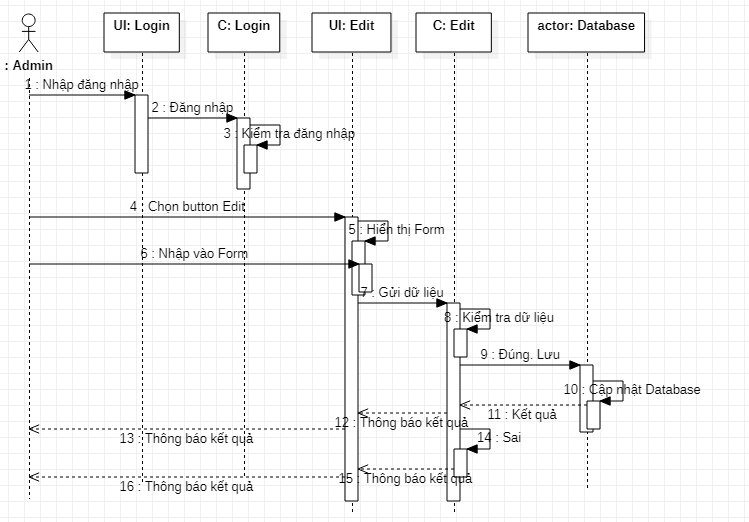 UI: Login
C: Login
UI: Edit
C: Edit
actor: Database
: Admin
1 : Nhập đăng nhập
2 : Đăng nhập
3 : Kiểm tra đăng nhập
4 : Chọn button Edit
5 : Hiển thị Form
6 : Nhập vào Form
7 : Gửi dữ liệu
8 : Kiểm tra dữ liệu
9 : Đúng. Lưu
10 : Cập nhật Database
11 : Kết quả
12 : Thông báo kết quả
13 : Thông báo kết quả
14 : Sai
15 : Thông báo kết quả
16 : Thông báo kết quả